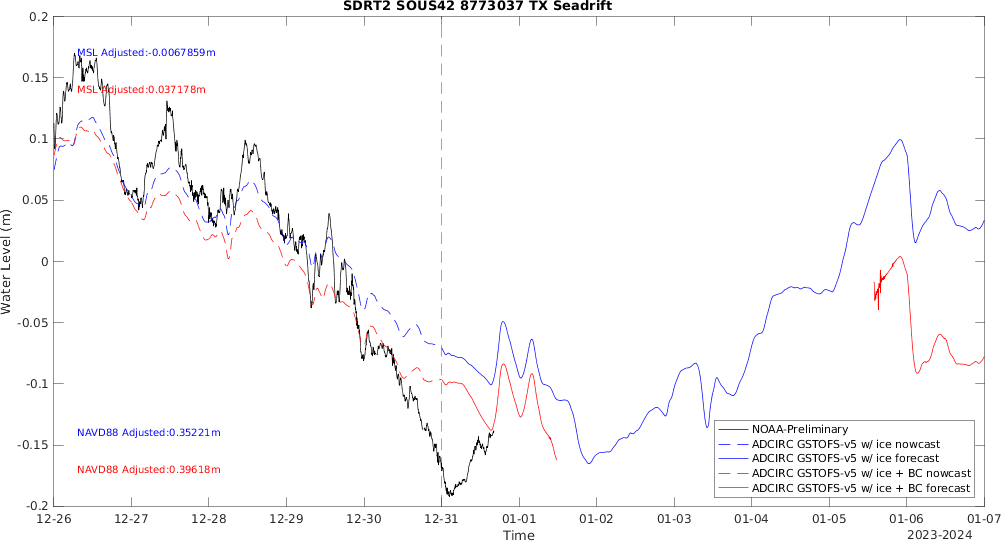 SDRT2 SOUS42 8773037 TX Seadrift
0.2
0.15
0.1
0.05
0
-0.05
-0.1
-0.15
-0.2
Water Level (m)
MSL Adjusted:-0.0067859m
MSL Adjusted:0.037178m
NAVD88 Adjusted:0.35221m
NAVD88 Adjusted:0.39618m
NOAA-Preliminary
ADCIRC GSTOFS-v5 w/ ice nowcast
ADCIRC GSTOFS-v5 w/ ice forecast
ADCIRC GSTOFS-v5 w/ ice + BC nowcast
ADCIRC GSTOFS-v5 w/ ice + BC forecast
12-26 12-27 12-28 12-29 12-30 12-31 01-01 01-02 01-03 01-04 01-05 01-06 01-07
Time
2023-2024